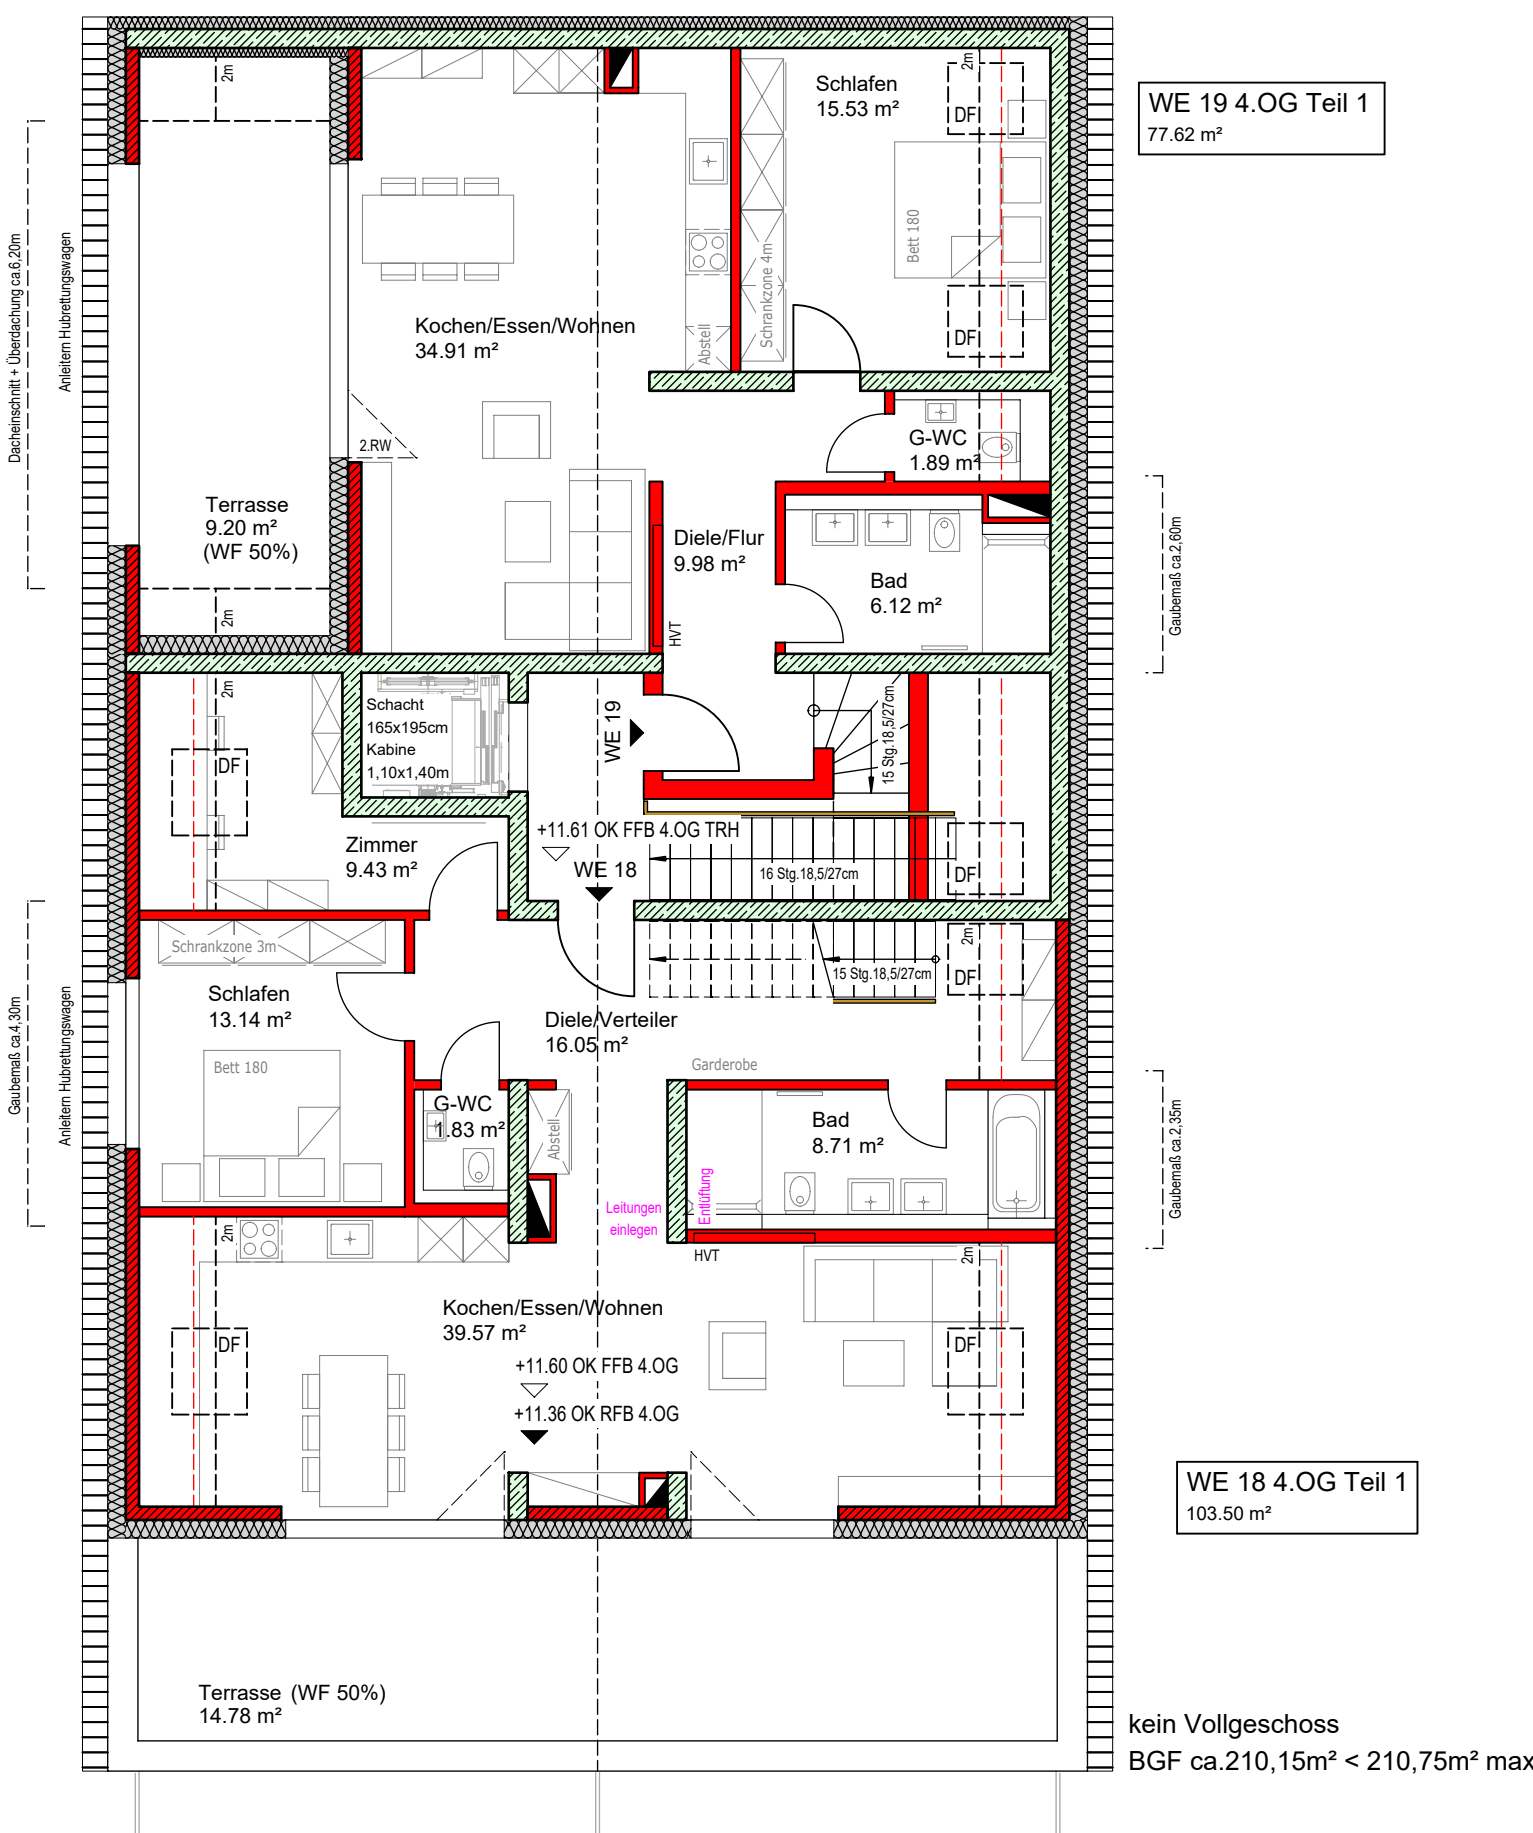 WE 19 4.OG Teil 1
77.62 m²
Schlafen
15.53 m²
2m
2m
DF
Bett 180
Schrankzone 4m
DF
Abstell
Kochen/Essen/Wohnen
34.91 m²
2.RW
Dacheinschnitt + Überdachung ca.6,20m
Anleitern Hubrettungswagen
Terrasse
9.20 m²
(WF 50%)
2m
G-WC
1.89 m²
Diele/Flur
9.98 m²
Bad
6.12 m²
HVT
Gaubemaß ca.2,60m
2m
DF
Schacht
165x195cm
Kabine
1,10x1,40m
WE 19
15 Stg.18,5/27cm
Zimmer
9.43 m²
+11.61 OK FFB 4.OG TRH
WE 18
16 Stg.18,5/27cm
DF
Schrankzone 3m
Schlafen
13.14 m²
Bett 180
Gaubemaß ca.4,30m
Anleitern Hubrettungswagen
15 Stg.18,5/27cm
2m
DF
Diele/Verteiler
16.05 m²
Garderobe
G-WC
1.83 m²
Abstell
Bad
8.71 m²
Leitungen
einlegen
Entlüftung
HVT
Gaubemaß ca.2,35m
2m
2m
Kochen/Essen/Wohnen
39.57 m²
DF
DF
+11.60 OK FFB 4.OG
+11.36 OK RFB 4.OG
WE 18 4.OG Teil 1
103.50 m²
Terrasse (WF 50%)
14.78 m²
kein Vollgeschoss
BGF ca.210,15m² < 210,75m² max